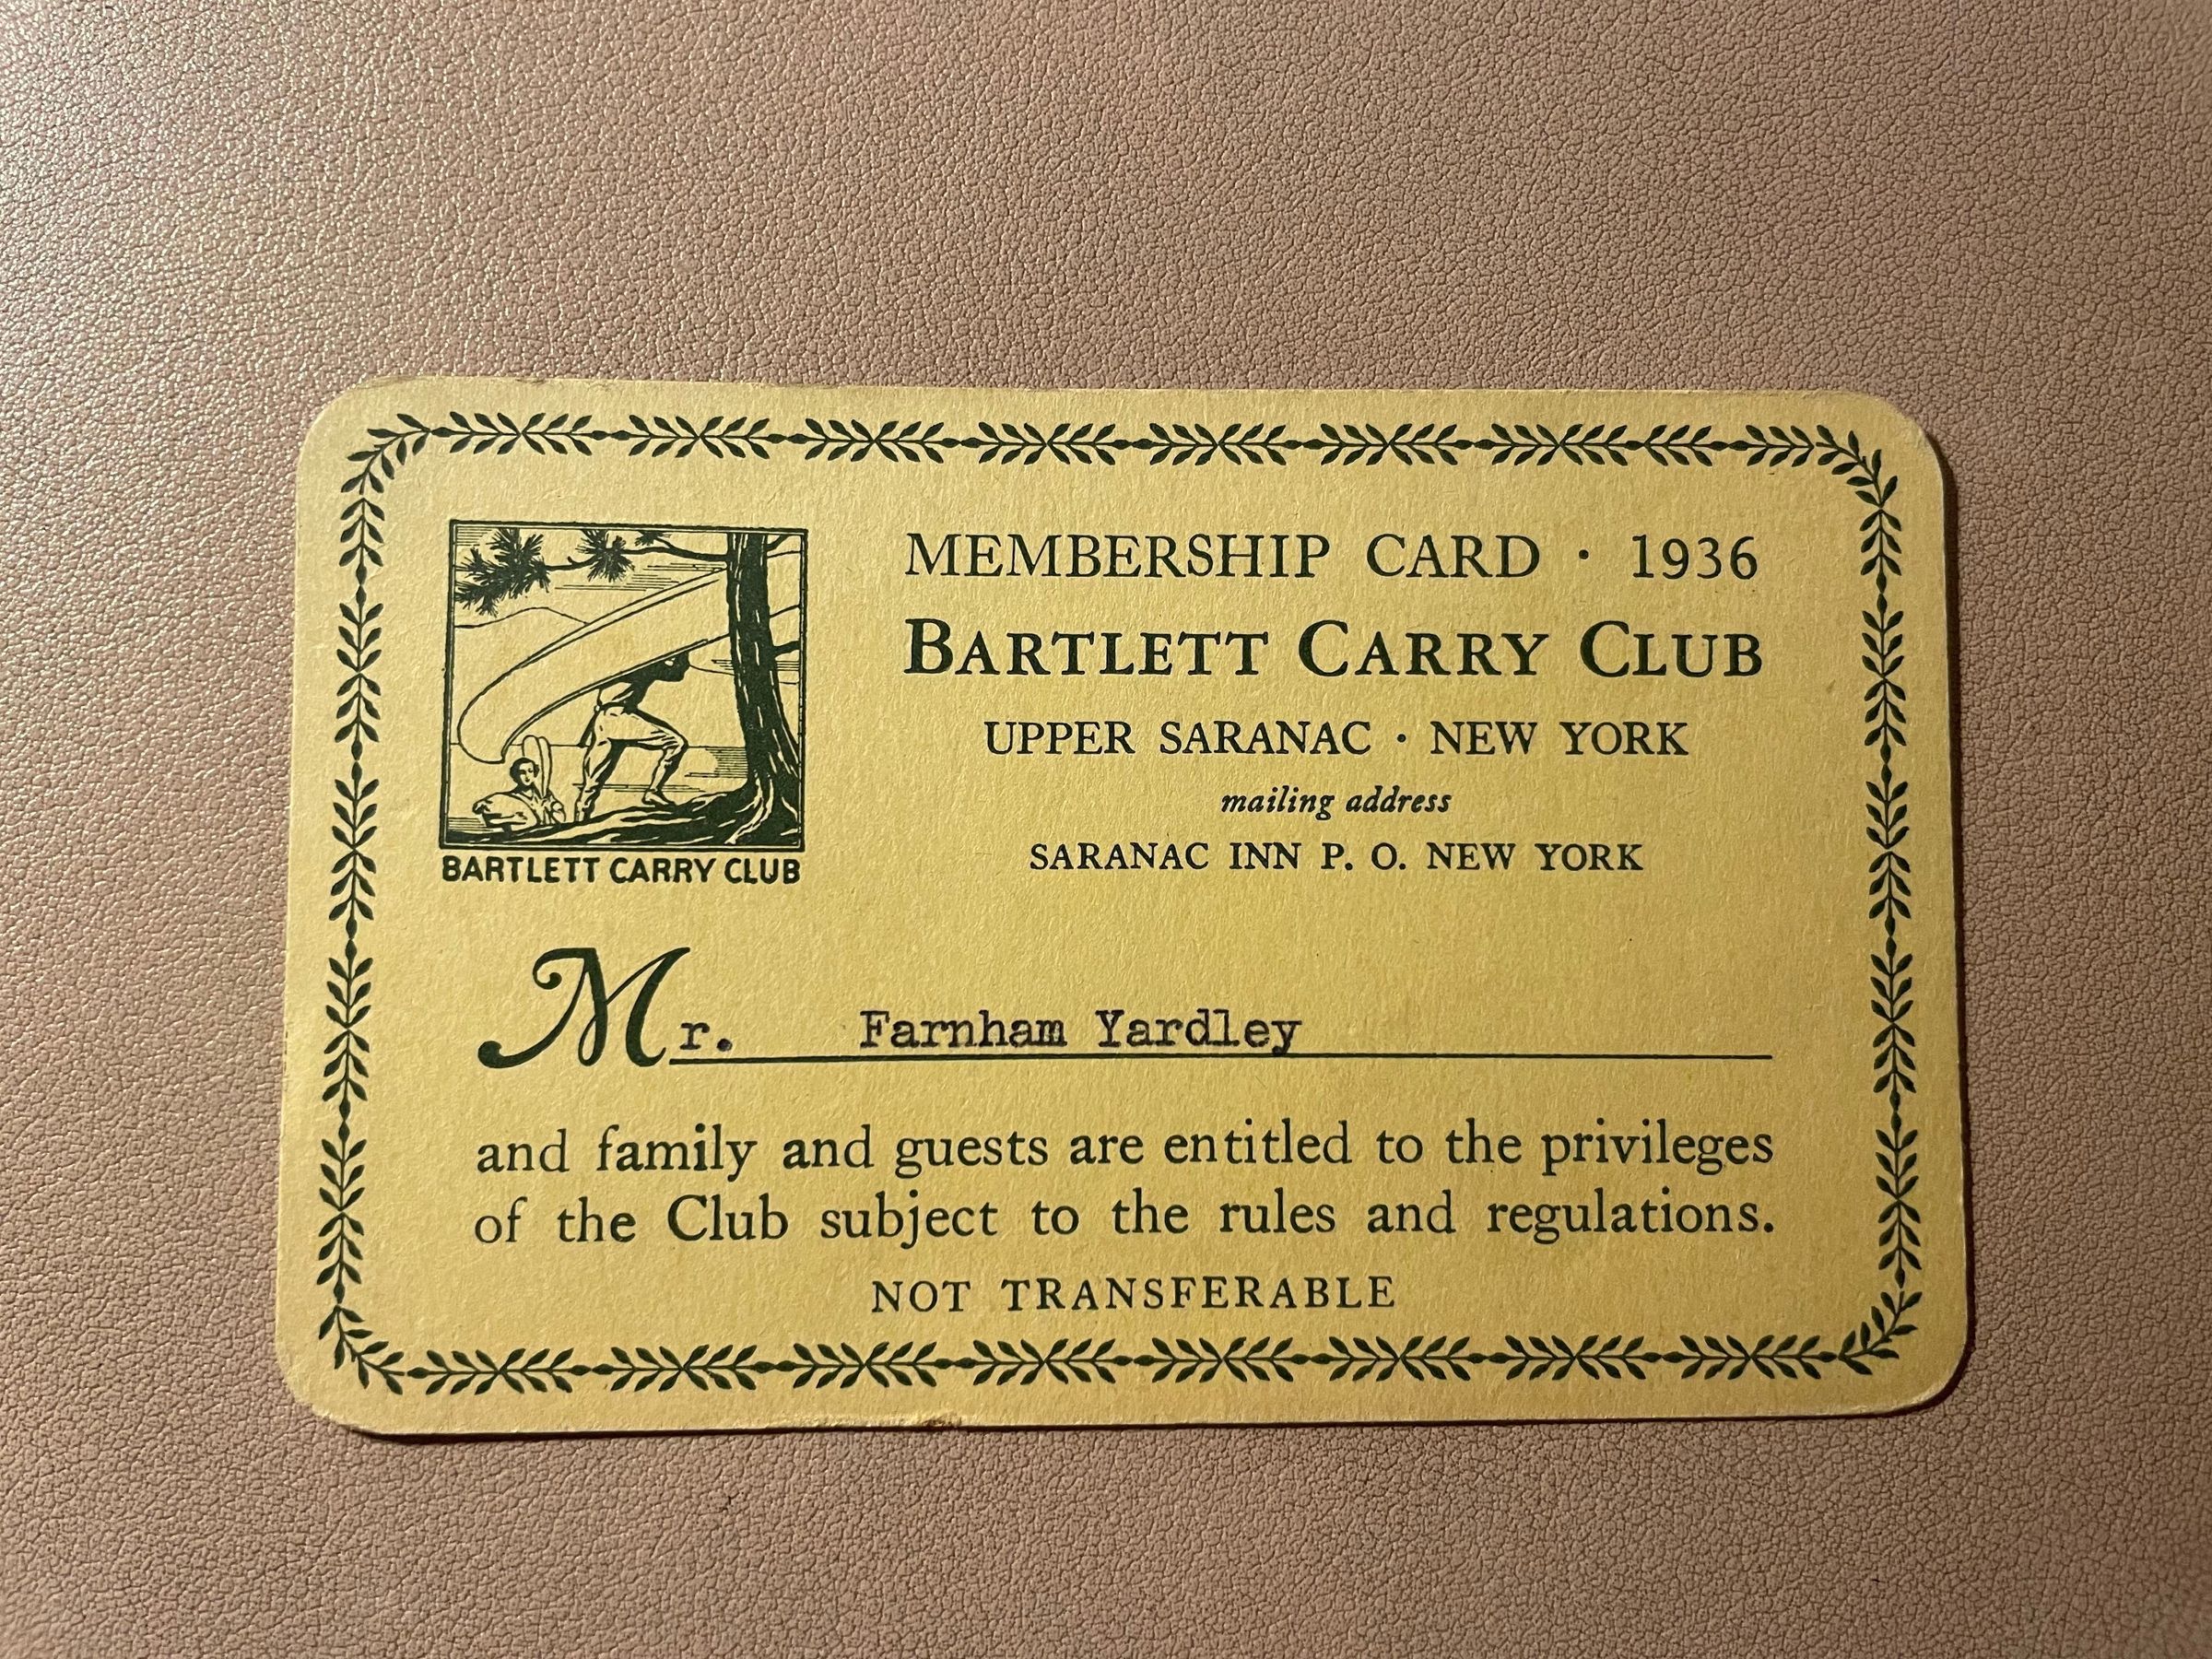 MEMBERSHIP CARD · 1936
BARTLETT CARRY CLUB
UPPER SARANAC · NEW YORK
mailing address
SARANAC INN P. O. NEW YORK
BARTLETT CARRY CLUB
Mr. Farnham Yardley
and family and guests are entitled to the privileges
of the Club subject to the rules and regulations.
NOT TRANSFERABLE